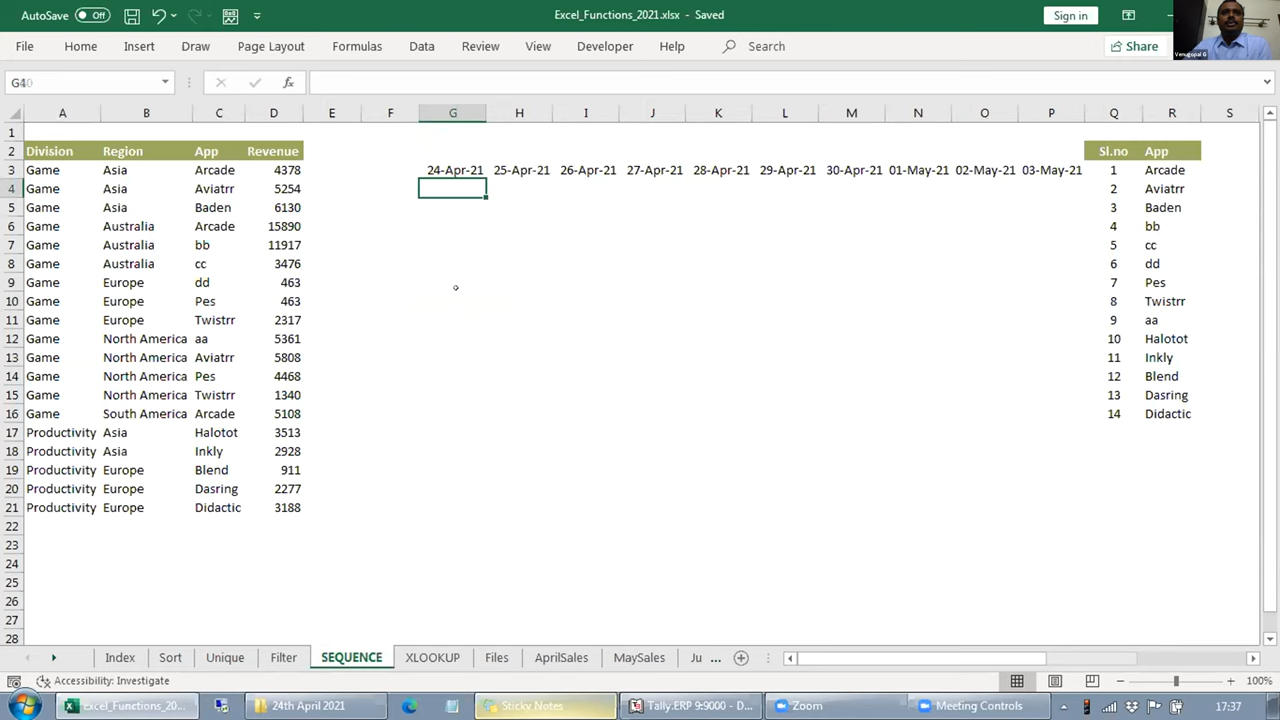 AutoSave Off Excel_Functions_2021.xlsx - Saved Sign in
File Home Insert Draw Page Layout Formulas Data Review View Developer Help Search Share
Venugopal G
fx
A B C D E F G H I J K L M N O P Q R S
1
2 Division Region App Revenue Sl.no App
3 Game Asia Arcade 4378 24-Apr-21 25-Apr-21 26-Apr-21 27-Apr-21 28-Apr-21 29-Apr-21 30-Apr-21 01-May-21 02-May-21 03-May-21 1 Arcade
4 Game Asia Aviatrr 5254 2 Aviatrr
5 Game Asia Baden 6130 3 Baden
6 Game Australia Arcade 15890 4 bb
7 Game Australia bb 11917 5 cc
8 Game Australia cc 3476 6 dd
9 Game Europe dd 463 7 Pes
10 Game Europe Pes 463 8 Twistrr
11 Game Europe Twistrr 2317 9 aa
12 Game North America aa 5361 10 Halotot
13 Game North America Aviatrr 5808 11 Inkly
14 Game North America Pes 4468 12 Blend
15 Game North America Twistrr 1340 13 Dasring
16 Game South America Arcade 5108 14 Didactic
17 Productivity Asia Halotot 3513
18 Productivity Asia Inkly 2928
19 Productivity Europe Blend 911
20 Productivity Europe Dasring 2277
21 Productivity Europe Didactic 3188
22
23
24
25
26
27
28
Index Sort Unique Filter SEQUENCE XLOOKUP Files AprilSales MaySales Ju ...
Accessibility: Investigate 100%
Excel_Functions_20... 24th April 2021 Sticky Notes Tally.ERP 9:9000 - D... Zoom Meeting Controls 17:37